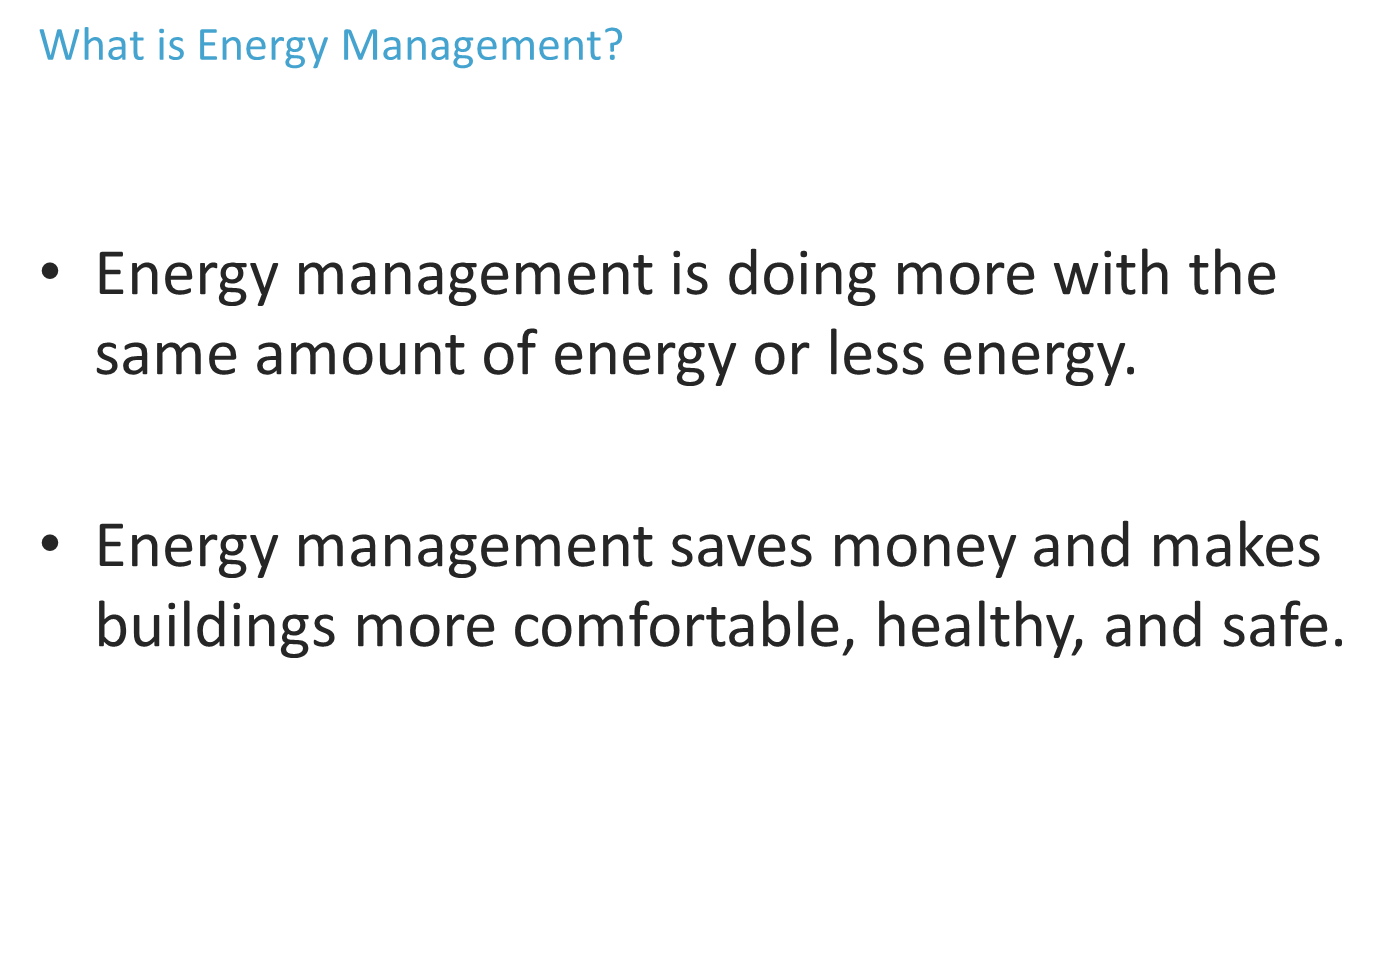 What is Energy Management?
• Energy management is doing more with the
same amount of energy or less energy.
• Energy management saves money and makes
buildings more comfortable, healthy, and safe.